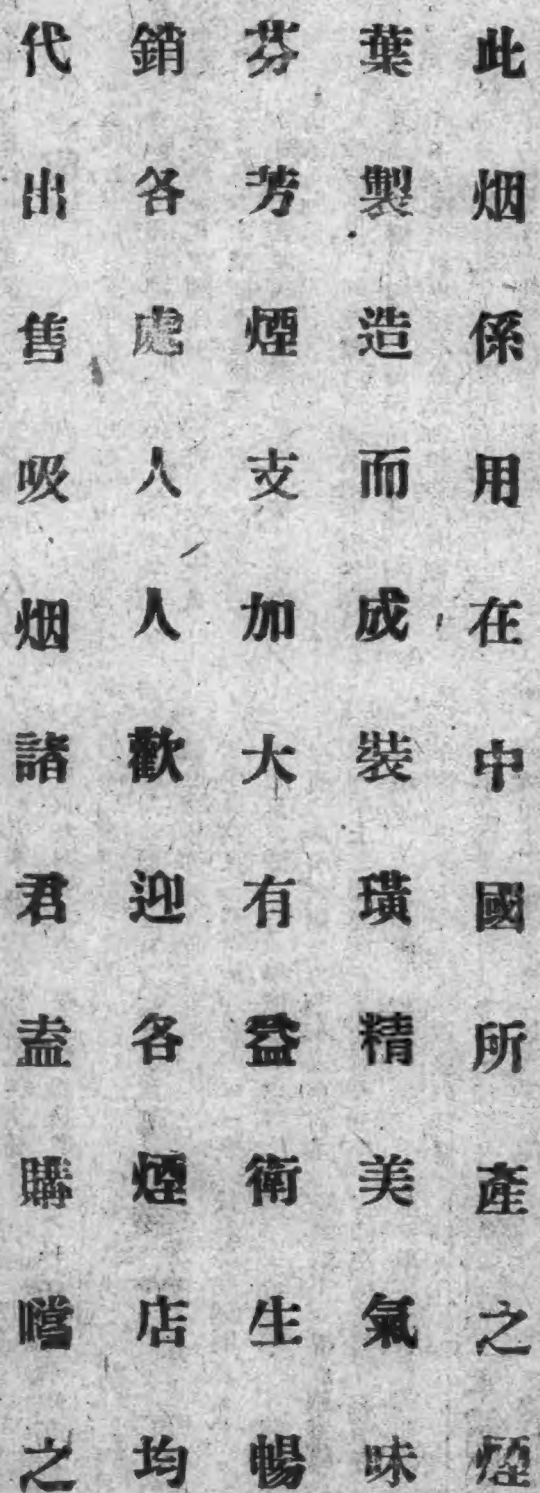 此烟係用在中國所產之煙
葉製造而成裝璜精美氣味
芬芳煙支加大有益衛生暢
銷各處人人歡迎各煙店均
代出售吸烟諸君盍購嚐之